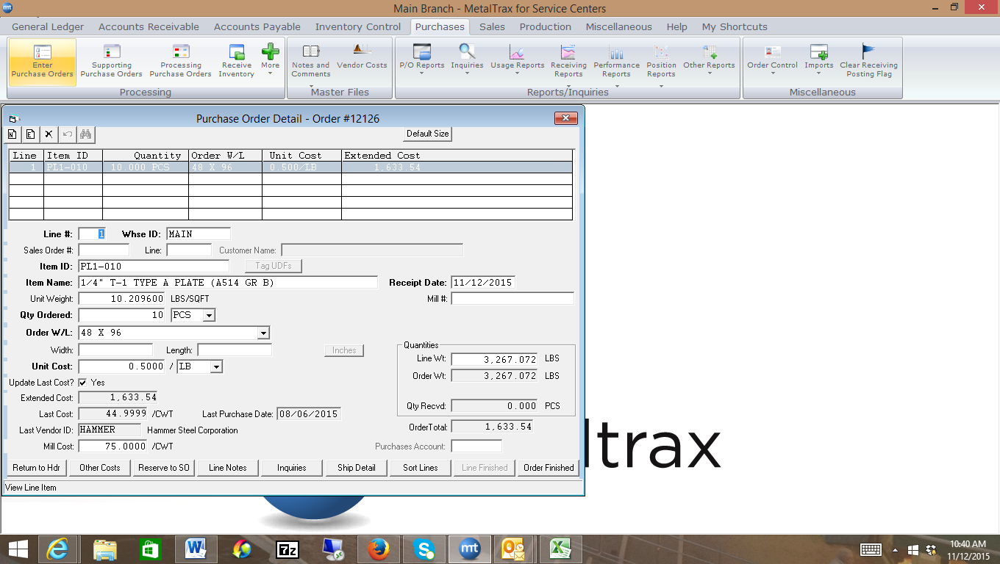 mt Main Branch - MetalTrax for Service Centers
General Ledger Accounts Receivable Accounts Payable Inventory Control Purchases Sales Production Miscellaneous Help My Shortcuts
Enter Purchase Orders
Supporting Purchase Orders
Processing Purchase Orders
Receive Inventory
More
Processing
Notes and Comments
Vendor Costs
Master Files
P/O Reports
Inquiries
Usage Reports
Receiving Reports
Performance Reports
Position Reports
Other Reports
Reports/Inquiries
Order Control
Imports
Clear Receiving Posting Flag
Miscellaneous
Purchase Order Detail - Order #12126
N E Default Size
Line Item ID Quantity Order W/L Unit Cost Extended Cost
1 PL1-010 10.000 PCS 48 X 96 0.500/LB 1,633.54
Line #: 1 Whse ID: MAIN
Sales Order #: Line: Customer Name:
Item ID: PL1-010 Tag UDFs
Item Name: 1/4" T-1 TYPE A PLATE (A514 GR B) Receipt Date: 11/12/2015
Unit Weight: 10.209600 LBS/SQFT Mill #:
Qty Ordered: 10 PCS
Order W/L: 48 X 96
Width: Length: Inches
Unit Cost: 0.5000 / LB
Update Last Cost? Yes
Extended Cost: 1,633.54
Last Cost: 44.9999 /CWT Last Purchase Date: 08/06/2015
Last Vendor ID: HAMMER Hammer Steel Corporation
Mill Cost: 75.0000 /CWT
Quantities
Line Wt: 3,267.072 LBS
Order Wt: 3,267.072 LBS
Qty Recvd: 0.000 PCS
OrderTotal: 1,633.54
Purchases Account:
Return to Hdr Other Costs Reserve to SO Line Notes Inquiries Ship Detail Sort Lines Line Finished Order Finished
View Line Item
ltrax
W 7z S mt O X
10:40 AM
11/12/2015